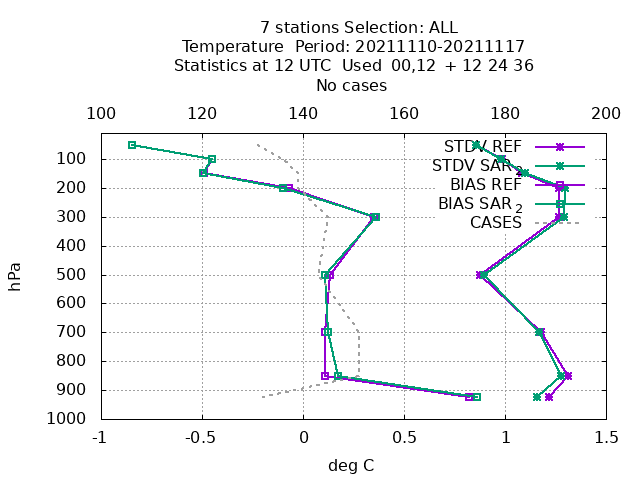 7 stations Selection: ALL
Temperature  Period: 20211110-20211117
Statistics at 12 UTC  Used  00,12  + 12 24 36
No cases
100 120 140 160 180 200
STDV REF
STDV SAR 2
BIAS REF
BIAS SAR 2
CASES
100
200
300
400
500
600
700
800
900
1000
hPa
-1 -0.5 0 0.5 1 1.5
deg C